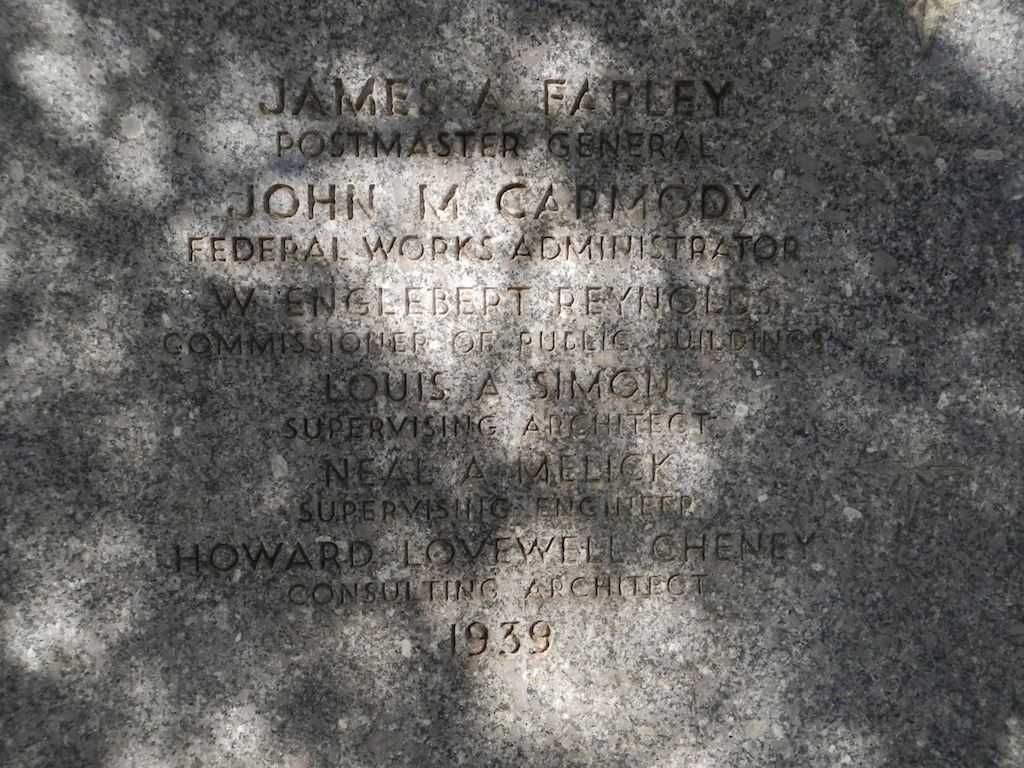 JAMES A FARLEY
POSTMASTER GENERAL
JOHN M CARMODY
FEDERAL WORKS ADMINISTRATOR
W ENGLEBERT REYNOLDS
COMMISSIONER OF PUBLIC BUILDINGS
LOUIS A SIMON
SUPERVISING ARCHITECT
NEAL A MELICK
SUPERVISING ENGINEER
HOWARD LOVEWELL CHENEY
CONSULTING ARCHITECT
1939